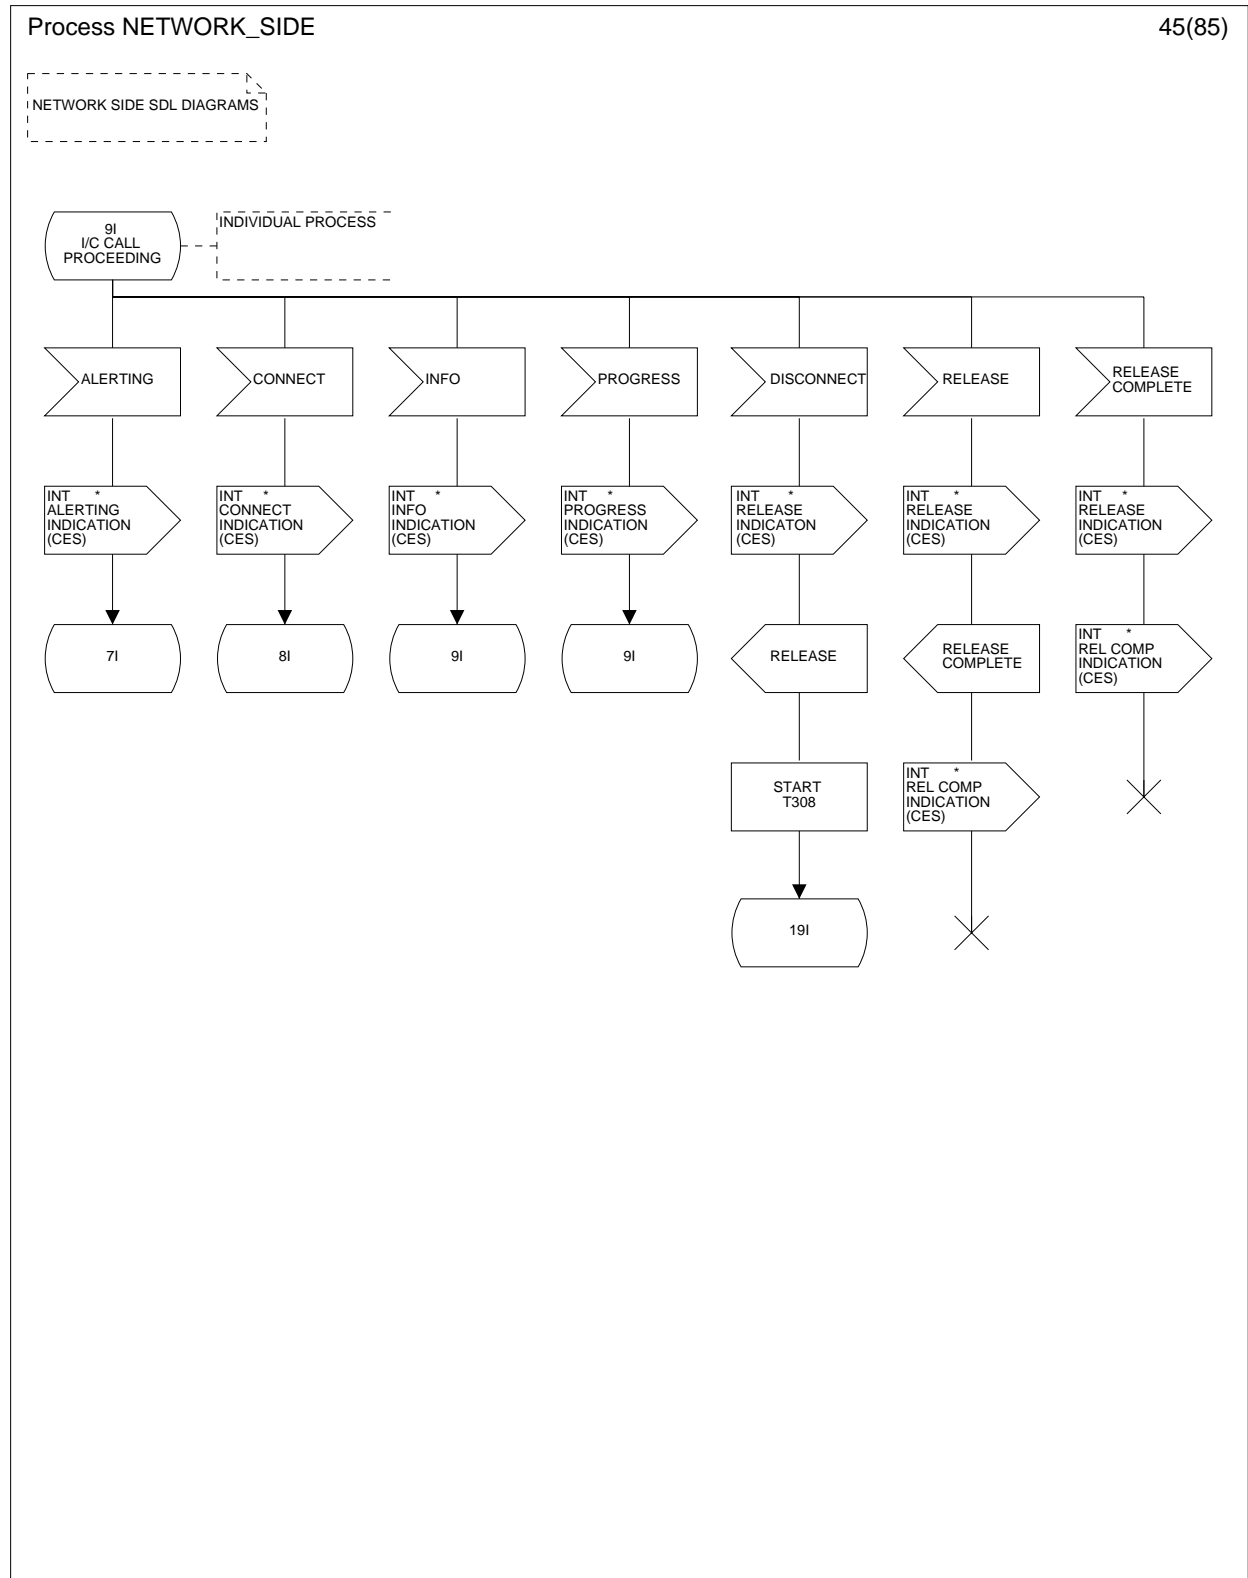 Process NETWORK_SIDE
45(85)
NETWORK SIDE SDL DIAGRAMS
9I
I/C CALL
PROCEEDING
INDIVIDUAL PROCESS
ALERTING
CONNECT
INFO
PROGRESS
DISCONNECT
RELEASE
RELEASE
COMPLETE
INT *
ALERTING
INDICATION
(CES)
INT *
CONNECT
INDICATION
(CES)
INT *
INFO
INDICATION
(CES)
INT *
PROGRESS
INDICATION
(CES)
INT *
RELEASE
INDICATON
(CES)
INT *
RELEASE
INDICATION
(CES)
INT *
RELEASE
INDICATION
(CES)
7I
8I
9I
9I
RELEASE
RELEASE
COMPLETE
INT *
REL COMP
INDICATION
(CES)
START
T308
INT *
REL COMP
INDICATION
(CES)
19I